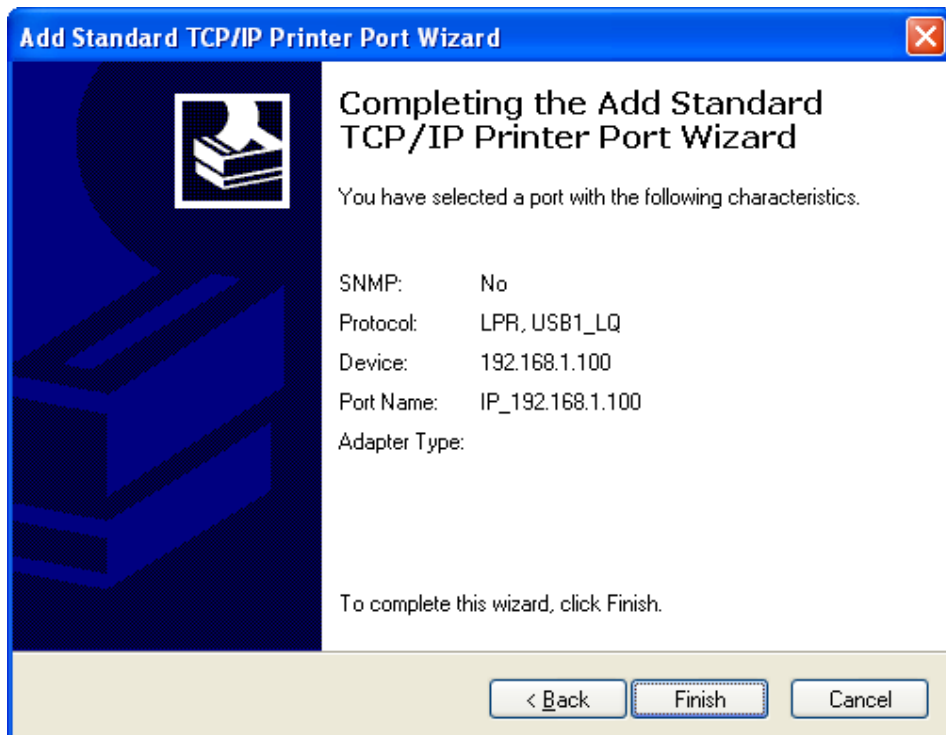 Add Standard TCP/IP Printer Port Wizard
Completing the Add Standard
TCP/IP Printer Port Wizard
You have selected a port with the following characteristics.
SNMP: No
Protocol: LPR, USB1_LQ
Device: 192.168.1.100
Port Name: IP_192.168.1.100
Adapter Type:
To complete this wizard, click Finish.
< Back Finish Cancel